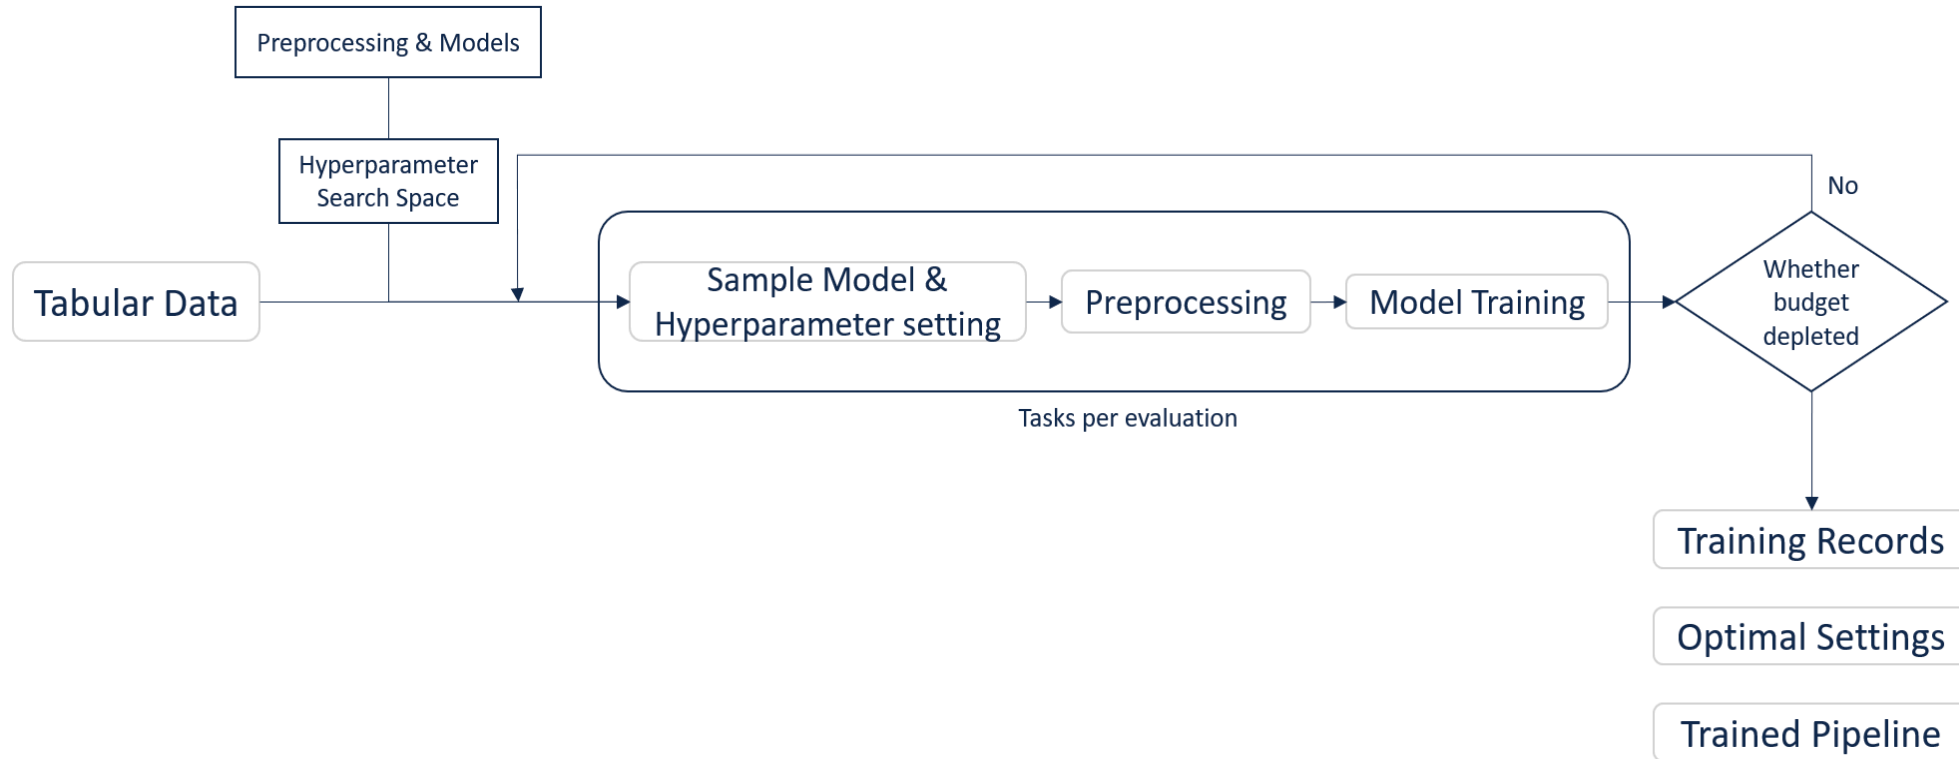 Preprocessing & Models
Hyperparameter
Search Space
No
Tabular Data
Sample Model &
Hyperparameter setting
Preprocessing
Model Training
Whether
budget
depleted
Tasks per evaluation
Training Records
Optimal Settings
Trained Pipeline